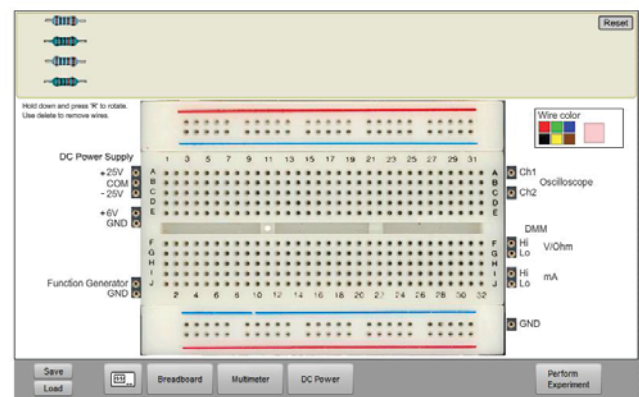 Reset
Hold down and press 'R' to rotate.
Use delete to remove wires.
Wire color
DC Power Supply
+25V
COM
-25V
+6V
GND
Function Generator
GND
1 3 5 7 9 11 13 15 17 19 21 23 25 27 29 31
A
B
C
D
E
F
G
H
I
J
2 4 6 8 10 12 14 16 18 20 22 24 26 28 30 32
A
B
C
D
E
F
G
H
I
J
Ch1
Oscilloscope
Ch2
DMM
Hi
V/Ohm
Lo
Hi
mA
Lo
GND
Save
Load
Breadboard
Multimeter
DC Power
Perform
Experiment